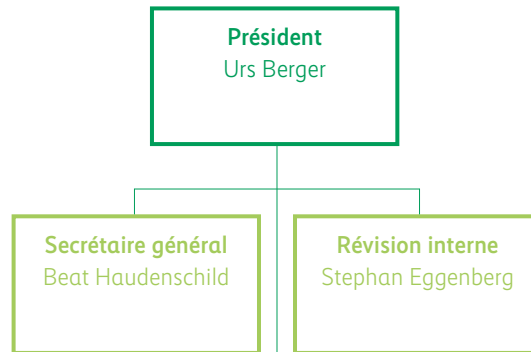 Président
Urs Berger
Secrétaire général
Beat Haudenschild
Révision interne
Stephan Eggenberg